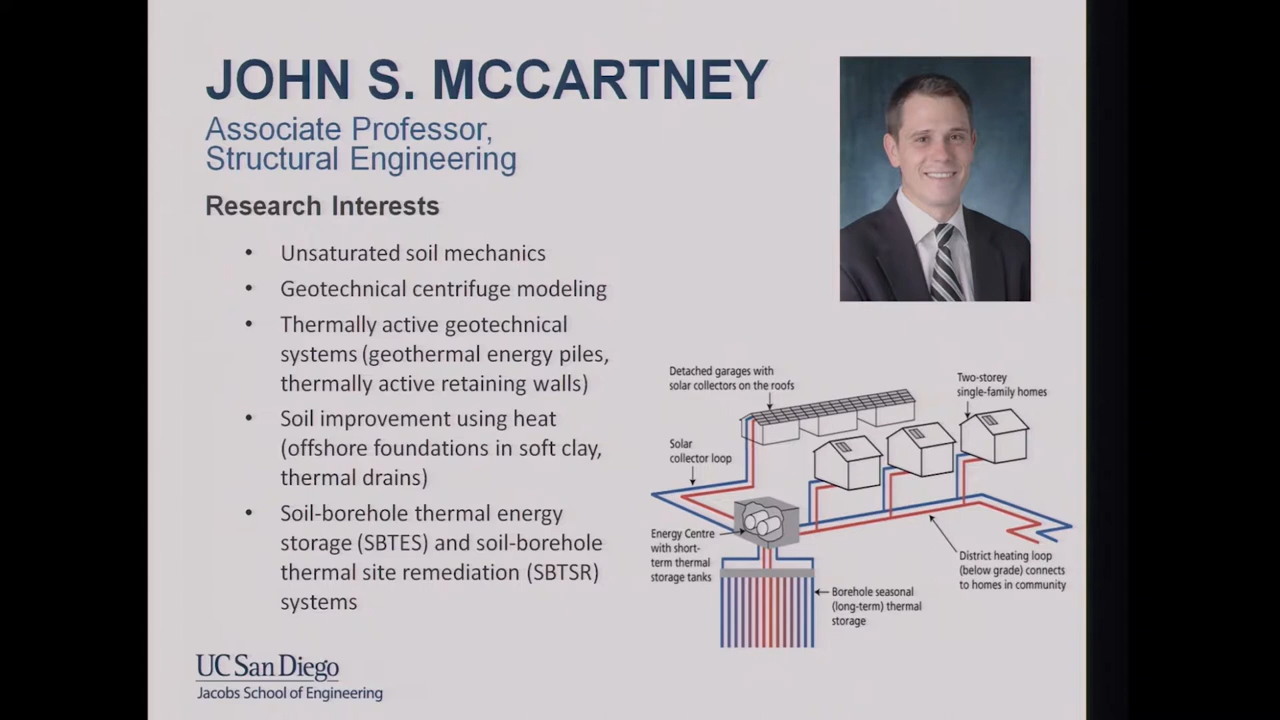 JOHN S. MCCARTNEY
Associate Professor,
Structural Engineering
Research Interests
• Unsaturated soil mechanics
• Geotechnical centrifuge modeling
• Thermally active geotechnical
systems (geothermal energy piles,
thermally active retaining walls)
• Soil improvement using heat
(offshore foundations in soft clay,
thermal drains)
• Soil-borehole thermal energy
storage (SBTES) and soil-borehole
thermal site remediation (SBTSR)
systems
Detached garages with
solar collectors on the roofs
Two-storey
single-family homes
Solar
collector loop
Energy Centre
with short-
term thermal
storage tanks
District heating loop
(below grade) connects
to homes in community
Borehole seasonal
(long-term) thermal
storage
UC San Diego
Jacobs School of Engineering